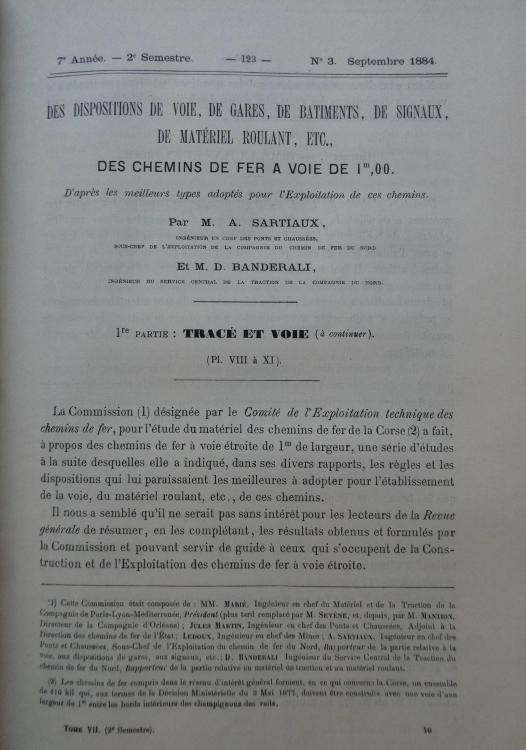 7e Année. — 2e Semestre. — 123 — No 3. Septembre 1884.
DES DISPOSITIONS DE VOIE, DE GARES, DE BATIMENTS, DE SIGNAUX,
DE MATÉRIEL ROULANT, ETC.,
DES CHEMINS DE FER A VOIE DE 1m,00.
D'après les meilleurs types adoptés pour l'Exploitation de ces chemins.
Par M. A. SARTIAUX,
INGÉNIEUR EN CHEF DES PONTS ET CHAUSSÉES,
SOUS-CHEF DE L'EXPLOITATION DE LA COMPAGNIE DU CHEMIN DE FER DU NORD
Et M. D. BANDERALI,
INGÉNIEUR DU SERVICE CENTRAL DE LA TRACTION DE LA COMPAGNIE DU NORD.
1re PARTIE : TRACÉ ET VOIE (à continuer).
(Pl. VIII à XI).
La Commission (1) désignée par le Comité de l'Exploitation technique des
chemins de fer, pour l'étude du matériel des chemins de fer de la Corse (2) a fait,
à propos des chemins de fer à voie étroite de 1m de largeur, une série d'études
à la suite desquelles elle a indiqué, dans ses divers rapports, les règles et les
dispositions qui lui paraissaient les meilleures à adopter pour l'établissement
de la voie, du matériel roulant, etc., de ces chemins.
Il nous a semblé qu'il ne serait pas sans intérêt pour les lecteurs de la Revue
générale de résumer, en les complétant, les résultats obtenus et formulés par
la Commission et pouvant servir de guide à ceux qui s'occupent de la Cons-
truction et de l'Exploitation des chemins de fer à voie étroite.
(1) Cette Commission était composée de : MM. MARIÉ, Ingénieur en chef du Matériel et de la Traction de la
Compagnie de Paris-Lyon-Méditerranée, Président (plus tard remplacé par M. SEVÈNE, et, depuis, par M. MANTION,
Directeur de la Compagnie d'Orléans) ; JULES MARTIN, Ingénieur en chef des Ponts et Chaussées, Adjoint à la
Direction des chemins de fer de l'État ; LEDOUX, Ingénieur en chef des Mines ; A. SARTIAUX, Ingénieur en chef des
Ponts et Chaussées, Sous-Chef de l'Exploitation du chemin de fer du Nord, Rapporteur de la partie relative à la
voie, aux dispositions de gares, aux signaux, etc. ; D. BANDERALI Ingénieur du Service Central de la Traction du
chemin de fer du Nord, Rapporteur de la partie relative au matériel de traction et au matériel roulant.
(2) Les chemins de fer compris dans le réseau d'intérêt général forment, en ce qui concerne la Corse, un ensemble
de 410 kil qui, aux termes de la Décision Ministérielle du 3 Mai 1877, doivent être construits avec une voie d'une
largeur de 1m entre les bords intérieurs des champignons des rails.
TOME VII. (2e Semestre). 10